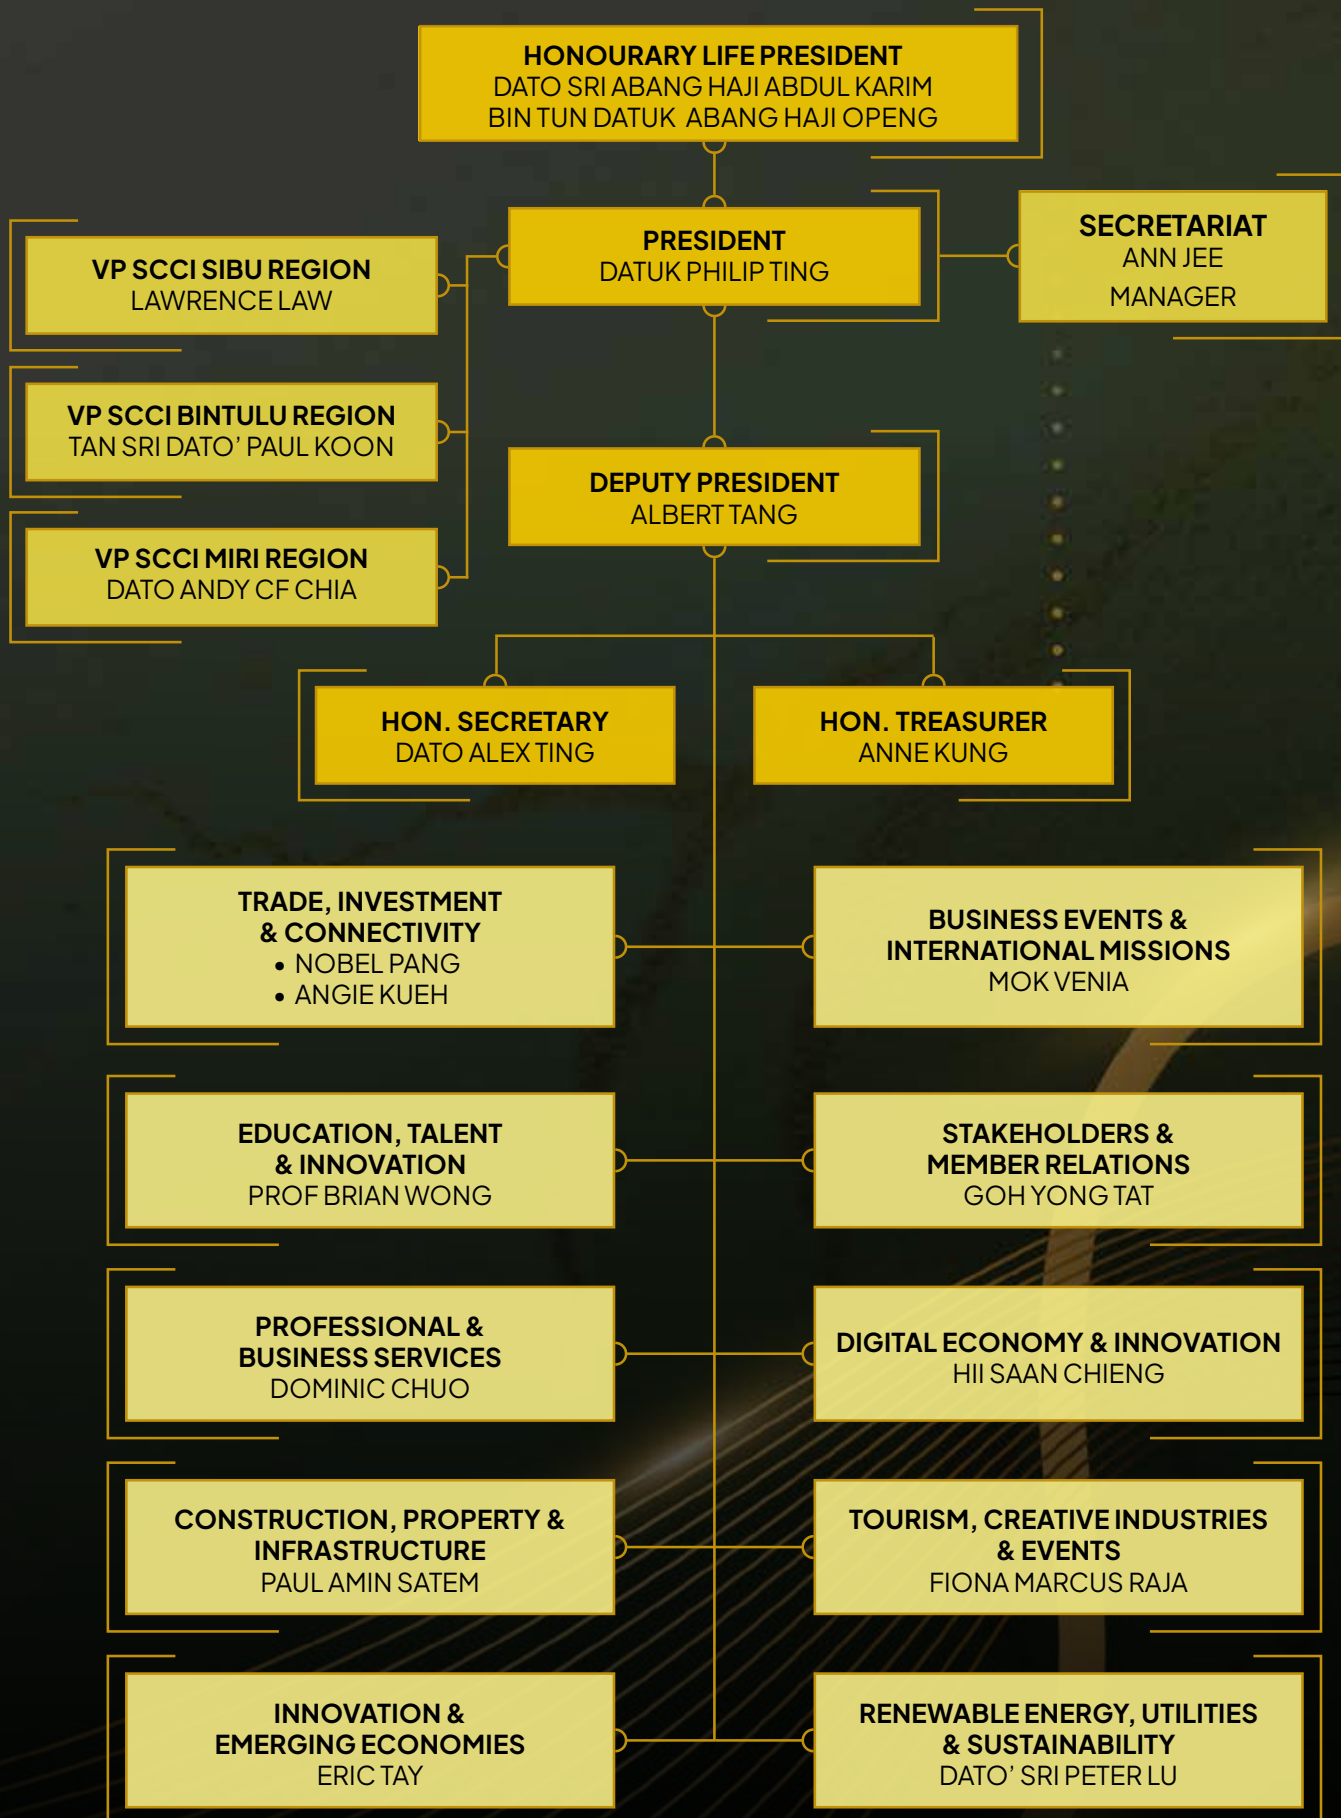 HONOURARY LIFE PRESIDENT
DATO SRI ABANG HAJI ABDUL KARIM
BIN TUN DATUK ABANG HAJI OPENG
PRESIDENT
DATUK PHILIP TING
SECRETARIAT
ANN JEE
MANAGER
VP SCCI SIBU REGION
LAWRENCE LAW
VP SCCI BINTULU REGION
TAN SRI DATO’ PAUL KOON
VP SCCI MIRI REGION
DATO ANDY CF CHIA
DEPUTY PRESIDENT
ALBERT TANG
HON. SECRETARY
DATO ALEX TING
HON. TREASURER
ANNE KUNG
TRADE, INVESTMENT
& CONNECTIVITY
• NOBEL PANG
• ANGIE KUEH
BUSINESS EVENTS &
INTERNATIONAL MISSIONS
MOK VENIA
EDUCATION, TALENT
& INNOVATION
PROF BRIAN WONG
STAKEHOLDERS &
MEMBER RELATIONS
GOH YONG TAT
PROFESSIONAL &
BUSINESS SERVICES
DOMINIC CHUO
DIGITAL ECONOMY & INNOVATION
HII SAAN CHIENG
CONSTRUCTION, PROPERTY &
INFRASTRUCTURE
PAUL AMIN SATEM
TOURISM, CREATIVE INDUSTRIES
& EVENTS
FIONA MARCUS RAJA
INNOVATION &
EMERGING ECONOMIES
ERIC TAY
RENEWABLE ENERGY, UTILITIES
& SUSTAINABILITY
DATO’ SRI PETER LU